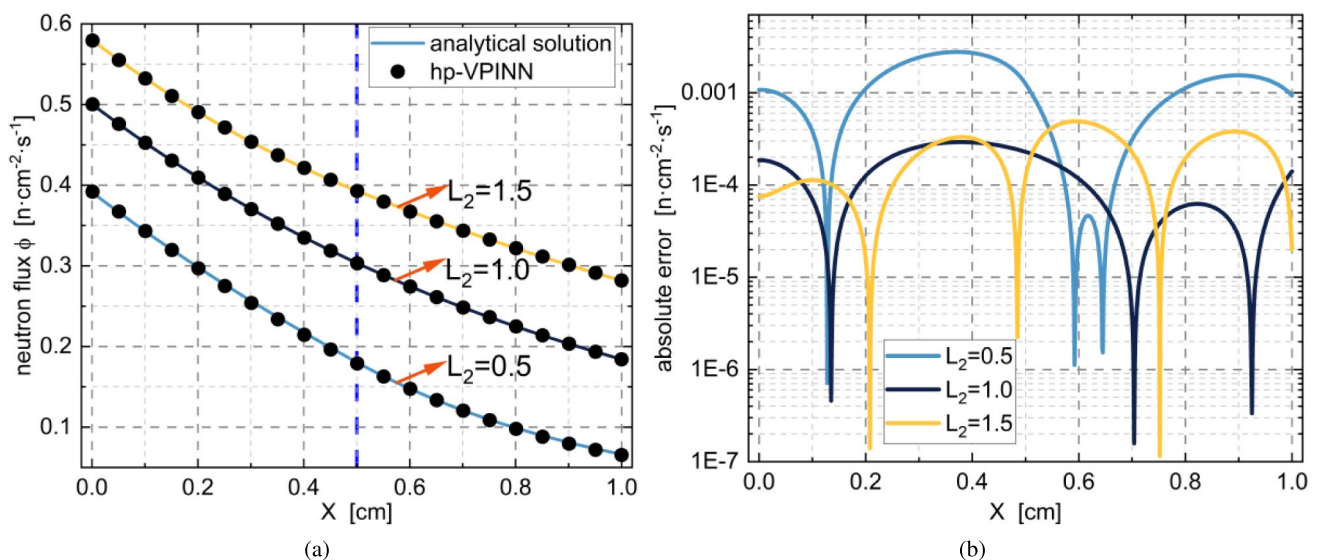 0.6
0.5
0.4
0.3
0.2
0.1
neutron flux ϕ [n·cm⁻²·s⁻¹]
analytical solution
hp-VPINN
L₂=1.5
L₂=1.0
L₂=0.5
0.0 0.2 0.4 0.6 0.8 1.0
X [cm]
(a)
0.001
1E-4
1E-5
1E-6
1E-7
absolute error [n·cm⁻²·s⁻¹]
L₂=0.5
L₂=1.0
L₂=1.5
0.0 0.2 0.4 0.6 0.8 1.0
X [cm]
(b)